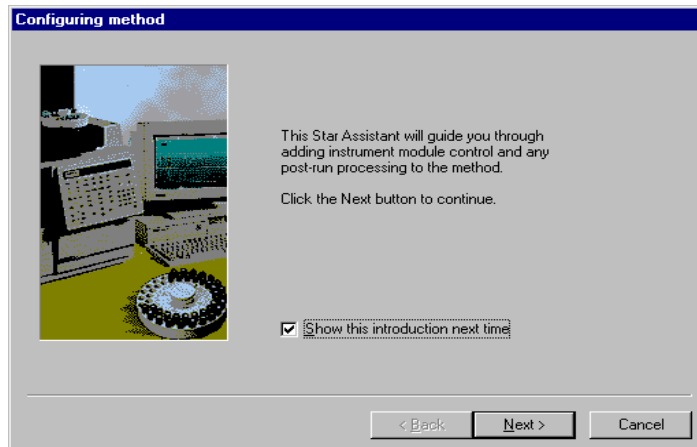 Configuring method
This Star Assistant will guide you through
adding instrument module control and any
post-run processing to the method.
Click the Next button to continue.
Show this introduction next time
< Back
Next >
Cancel